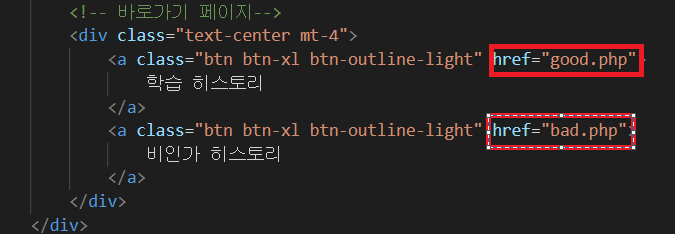 <!-- 바로가기 페이지-->
<div class="text-center mt-4">
<a class="btn btn-xl btn-outline-light" href="good.php">
학습 히스토리
</a>
<a class="btn btn-xl btn-outline-light" href="bad.php">
비인가 히스토리
</a>
</div>
</div>